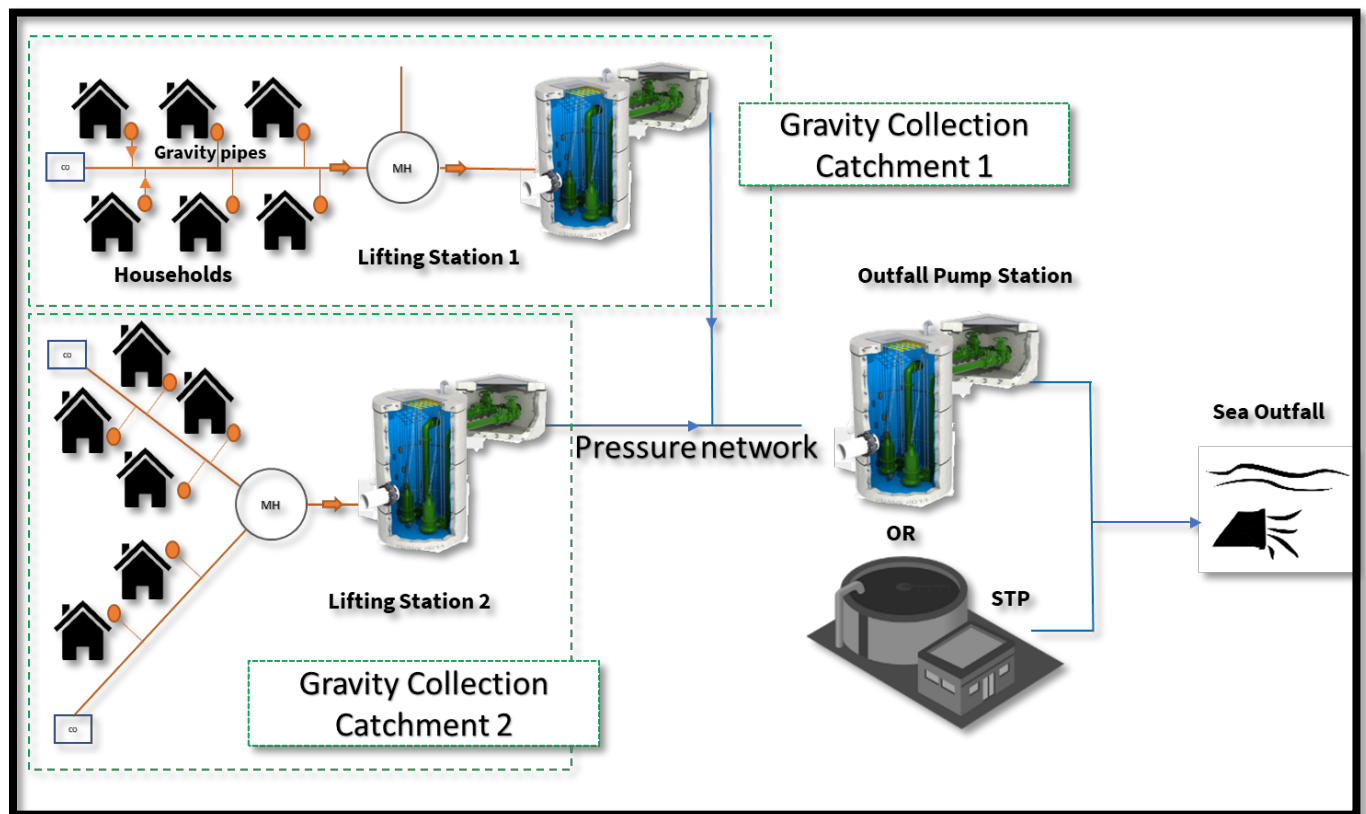 Gravity Collection
Catchment 1
Gravity pipes
CO
MH
Lifting Station 1
Households
Outfall Pump Station
CO
Sea Outfall
Pressure network
MH
OR
STP
Lifting Station 2
Gravity Collection
Catchment 2
CO